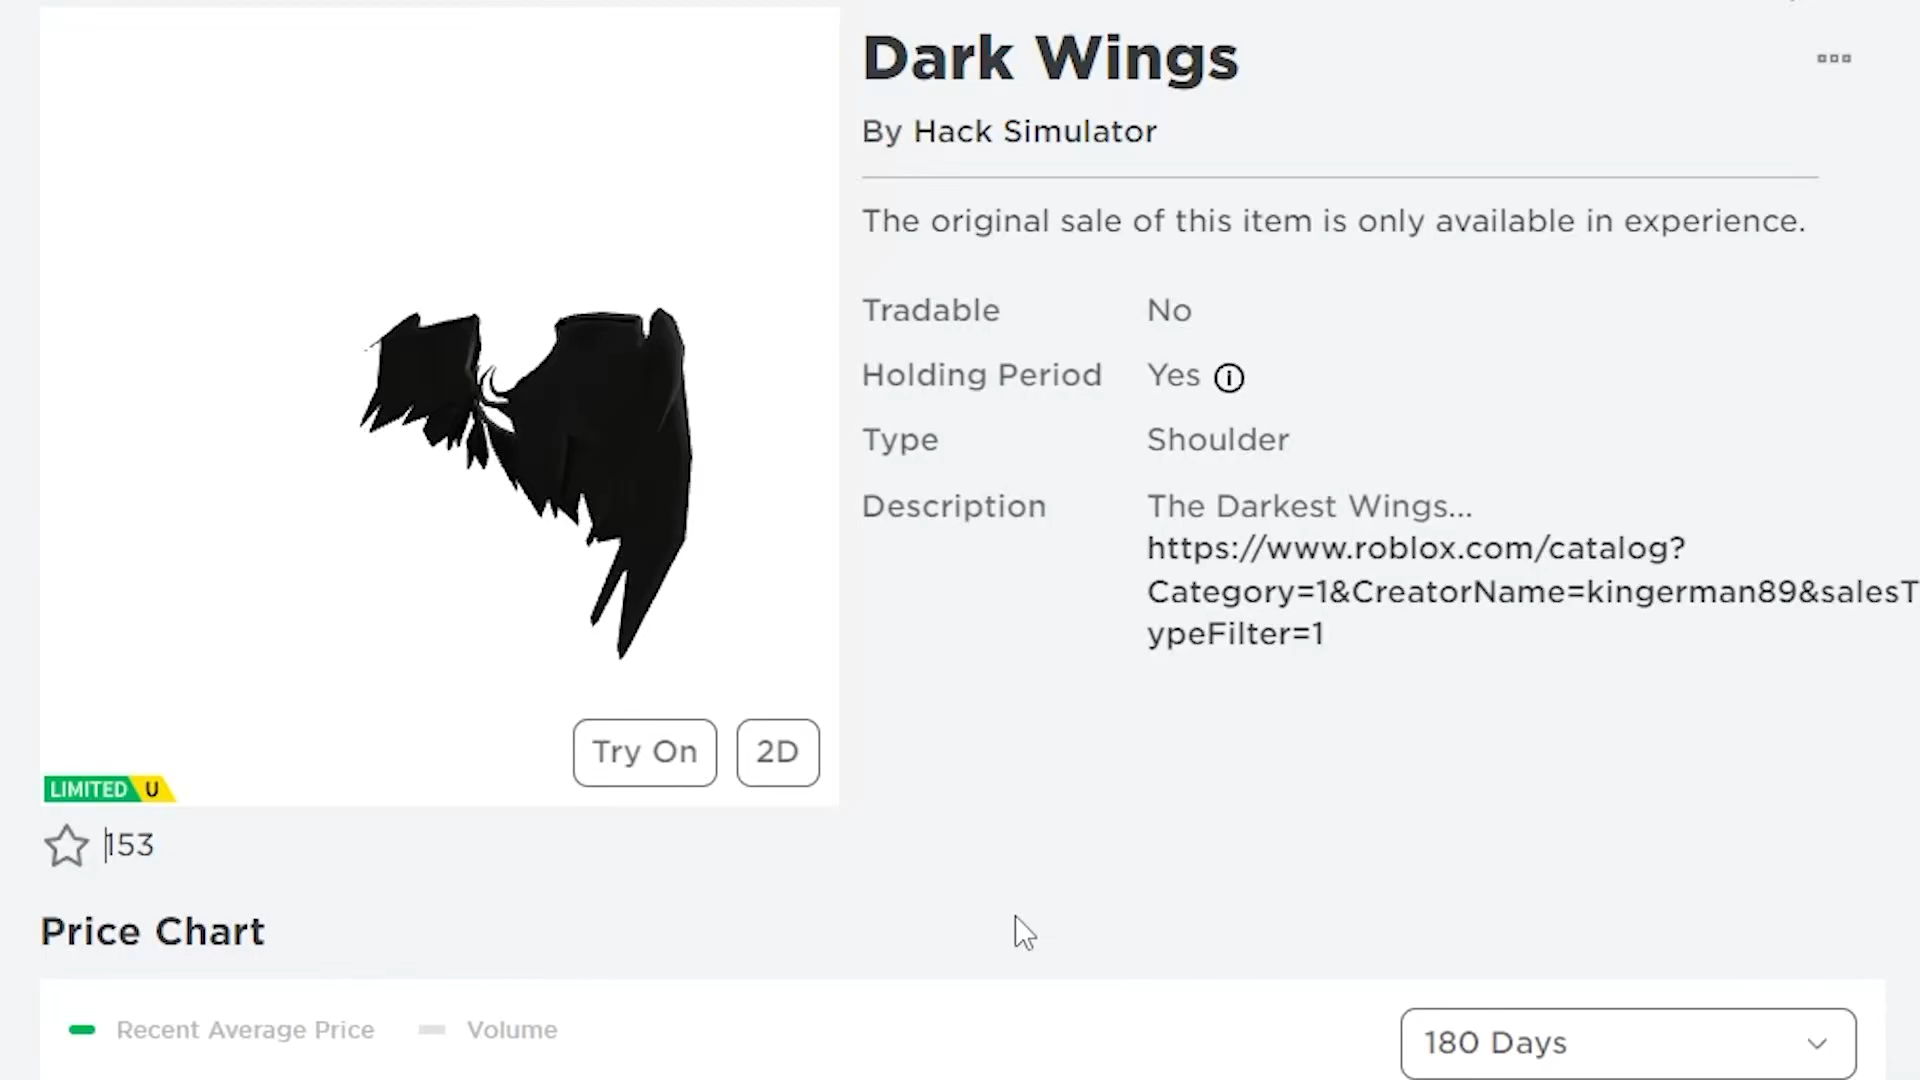 Dark Wings
By Hack Simulator
The original sale of this item is only available in experience.
Tradable No
Holding Period Yes
Type Shoulder
Description The Darkest Wings...
https://www.roblox.com/catalog?
Category=1&CreatorName=kingerman89&salesT
ypeFilter=1
Try On 2D
LIMITED U
153
Price Chart
Recent Average Price Volume
180 Days